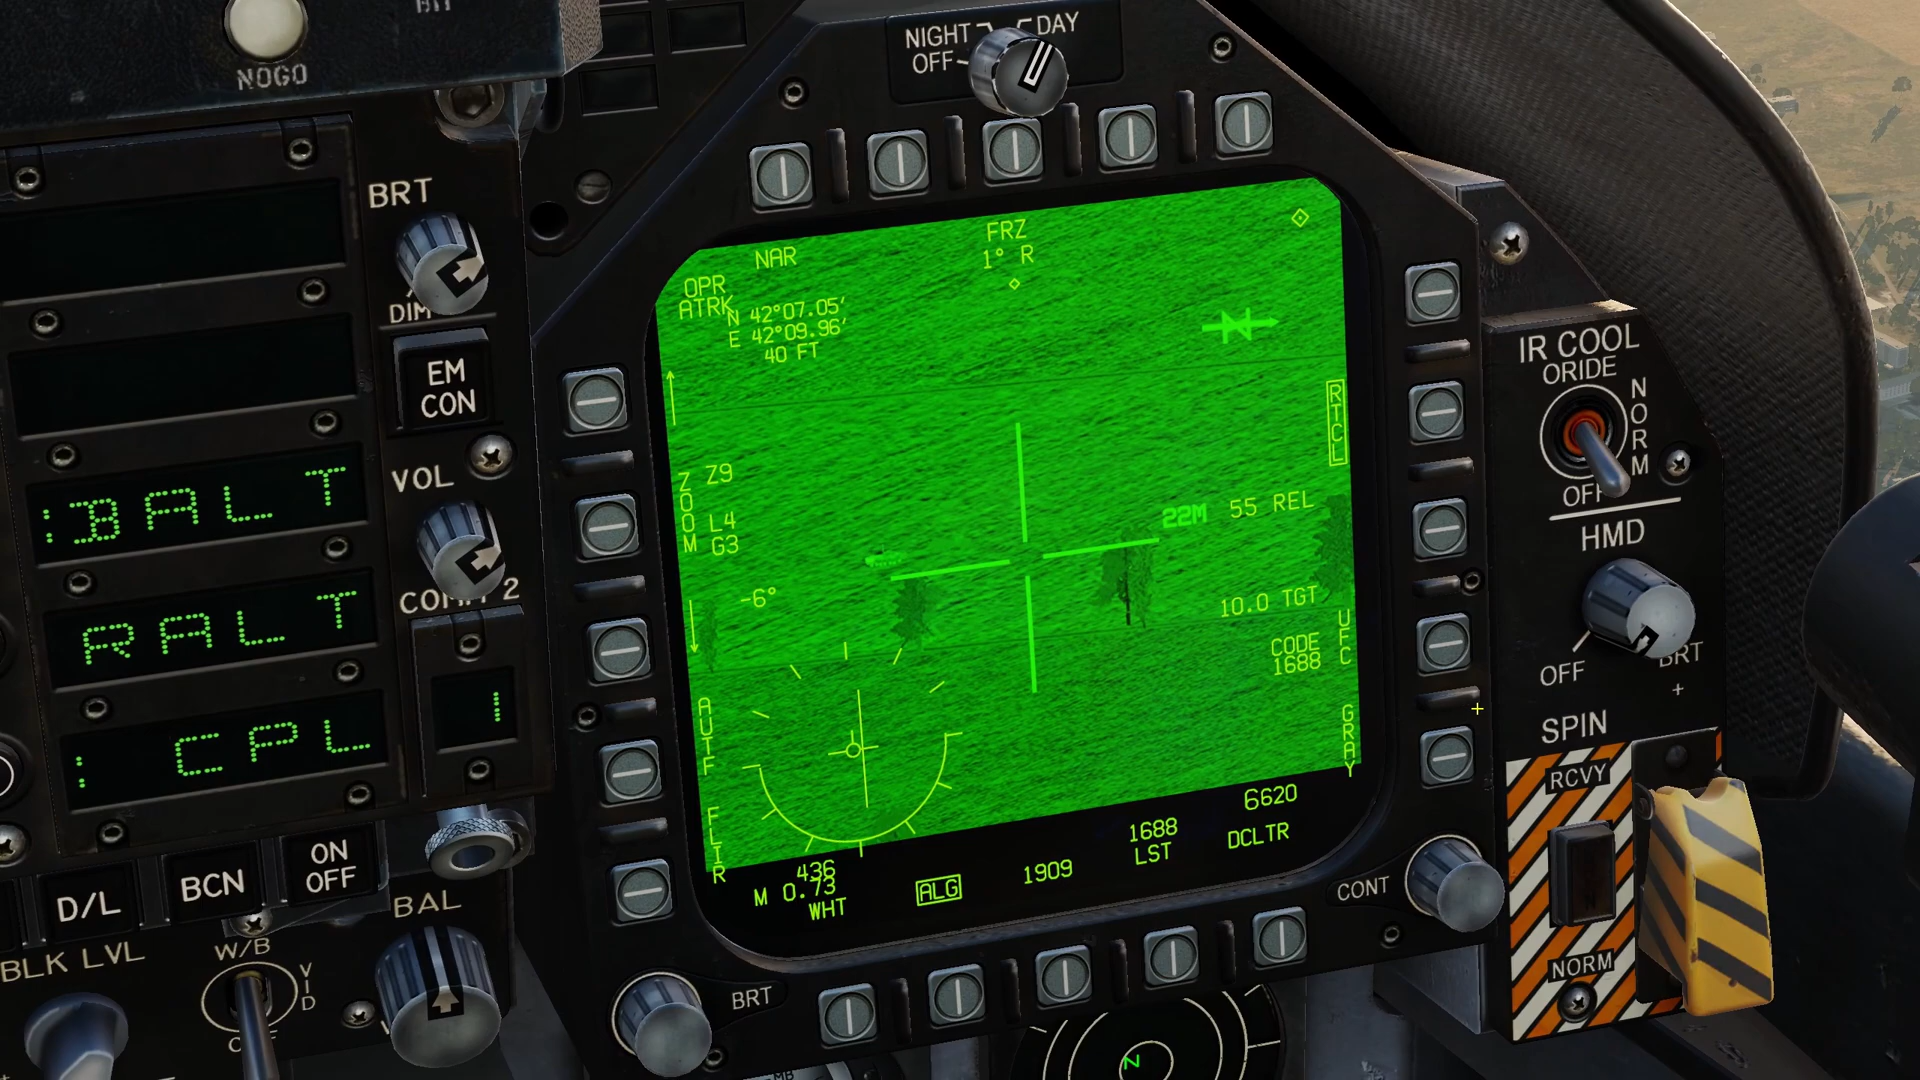 BIT
NOGO
NIGHT
DAY
OFF
BRT
DIM
EM
CON
VOL
COMM 2
:BALT
RALT
: CPL
1
D/L
BCN
ON
OFF
BLK LVL
W/B
VID
BAL
NAR
FRZ
1° R
OPR
ATRK
N 42°07.05′
E 42°09.96′
40 FT
N
RTCL
ZOOM
Z9
L4
G3
22M
55 REL
-6°
10.0 TGT
CODE
1688
UFC
AUTF
GRAY
FLIR
436
M 0.73
WHT
ALG
1909
1688
LST
6620
DCLTR
BRT
CONT
IR COOL
ORIDE
NORM
OFF
HMD
OFF
BRT
SPIN
RCVY
NORM
N